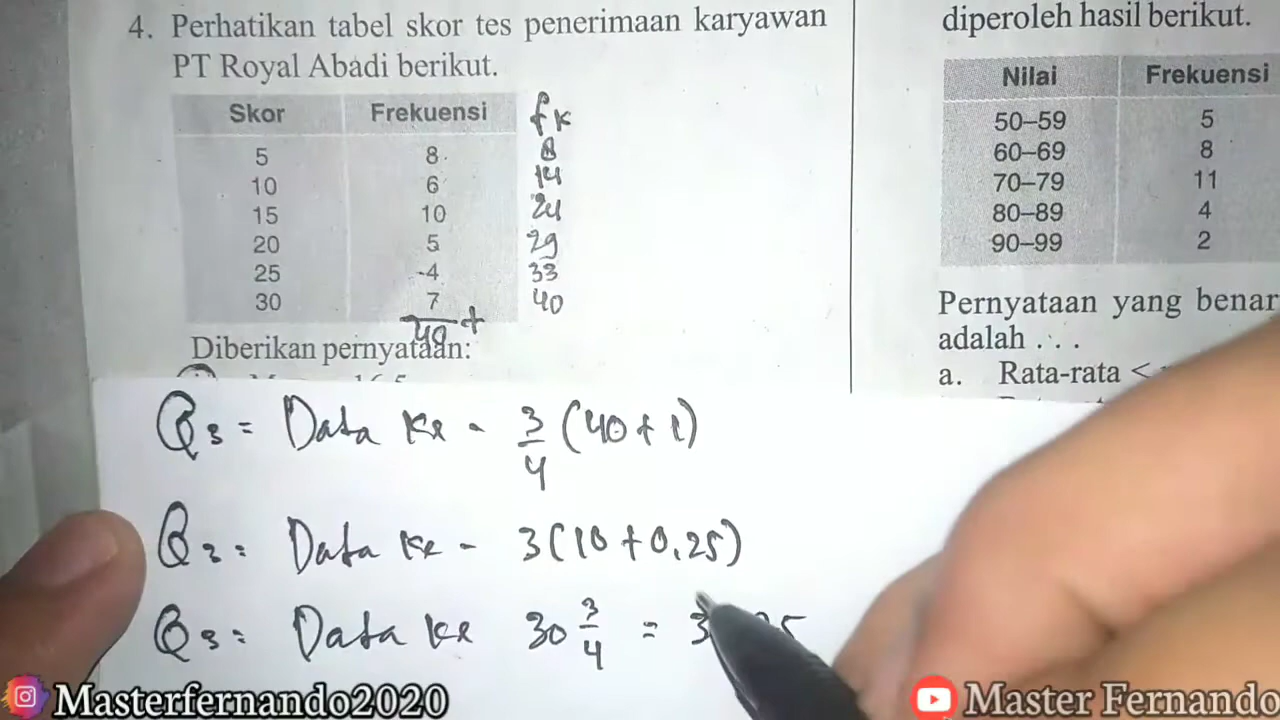 4. Perhatikan tabel skor tes penerimaan karyawan
PT Royal Abadi berikut.
Skor Frekuensi fk
5 8 8
10 6 14
15 10 24
20 5 29
25 4 33
30 7 40
40 +
Diberikan pernyataan:
Q3 = Data ke - 3/4 (40 + 1)
Q3 = Data ke - 3(10 + 0.25)
Q3 = Data ke 30 3/4 =
diperoleh hasil berikut.
Nilai Frekuensi
50–59 5
60–69 8
70–79 11
80–89 4
90–99 2
Pernyataan yang benar
adalah . . .
a. Rata-rata <
Masterfernando2020
Master Fernando